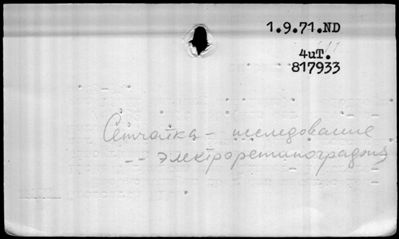 1.9.71.ND
4uT.
817933
Сетчатка - исследование
-- электроретинография